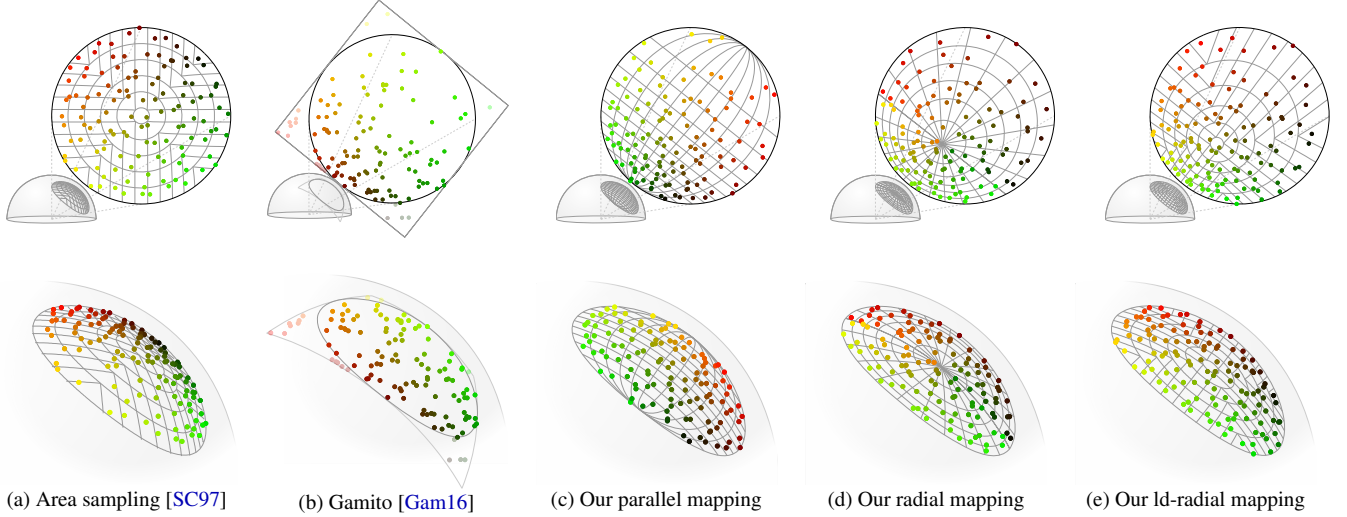 (a) Area sampling [SC97]
(b) Gamito [Gam16]
(c) Our parallel mapping
(d) Our radial mapping
(e) Our ld-radial mapping